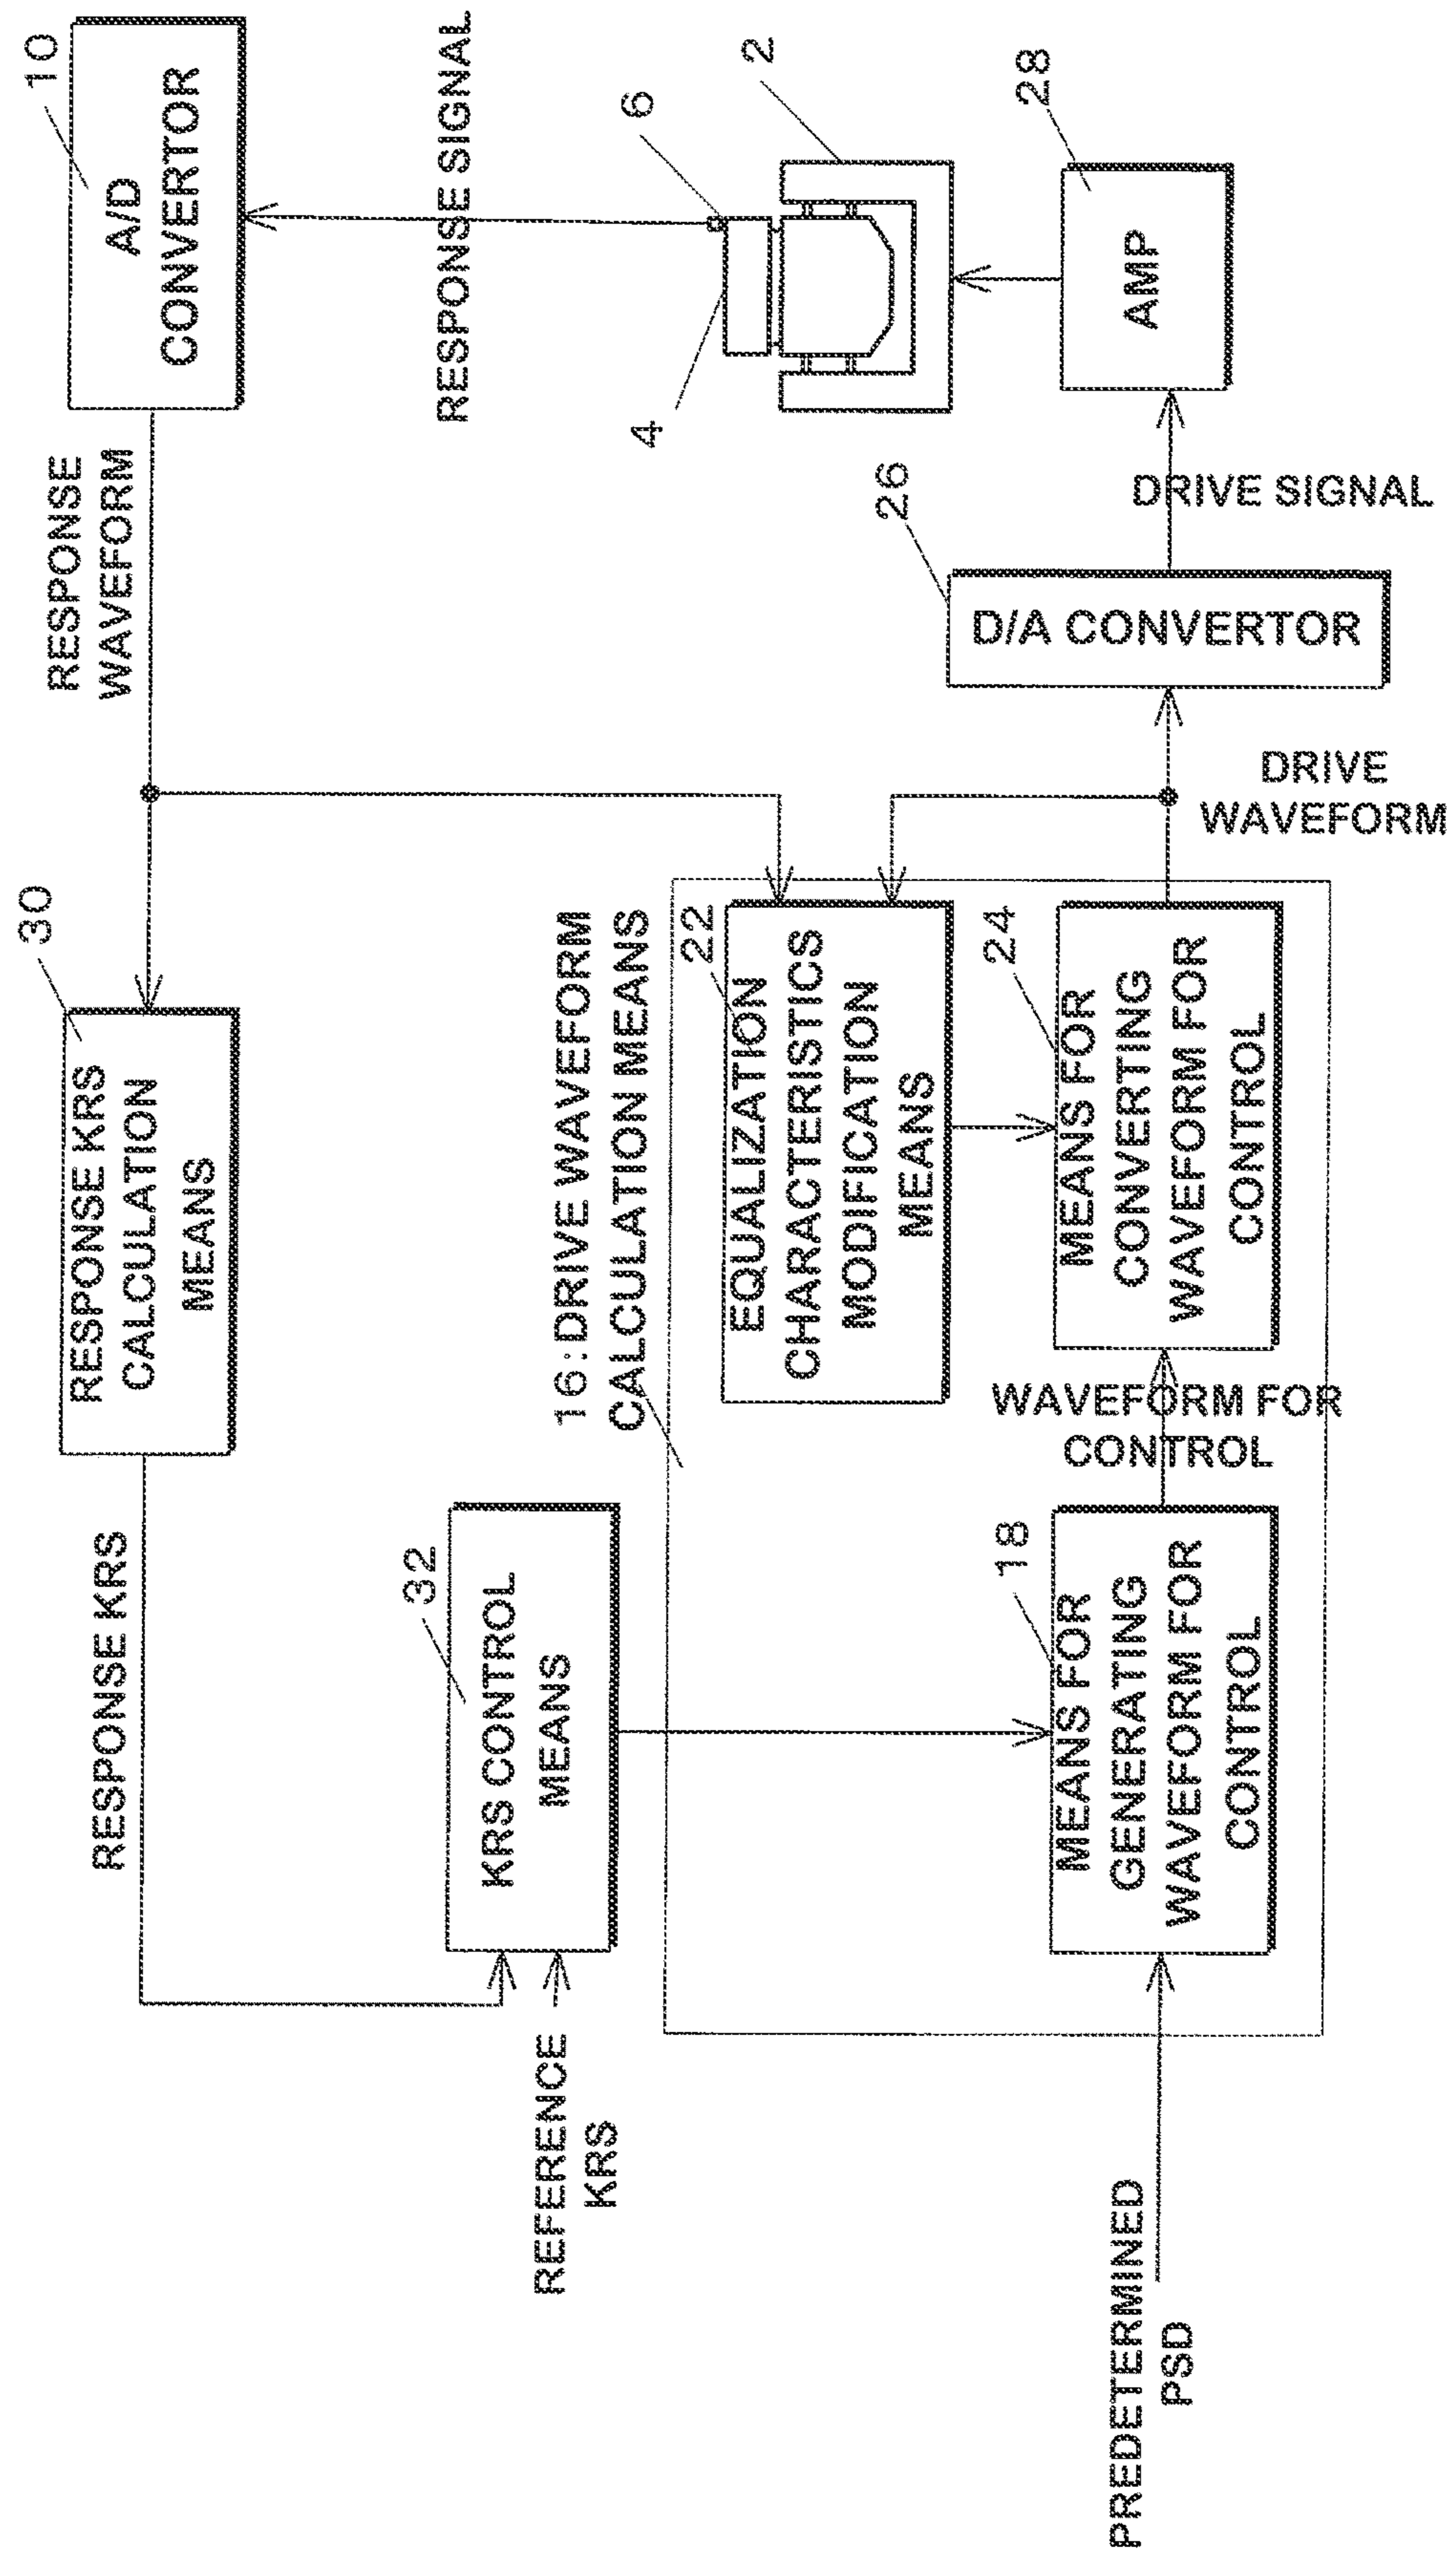 10
A/D
CONVERTOR
RESPONSE SIGNAL
6
2
4
28
AMP
RESPONSE
WAVEFORM
26
DRIVE SIGNAL
D/A CONVERTOR
DRIVE
WAVEFORM
30
RESPONSE KRS
CALCULATION
MEANS
16:DRIVE WAVEFORM
CALCULATION MEANS
22
EQUALIZATION
CHARACTERISTICS
MODIFICATION
MEANS
24
MEANS FOR
CONVERTING
WAVEFORM FOR
CONTROL
WAVEFORM FOR
CONTROL
RESPONSE KRS
32
KRS CONTROL
MEANS
18
MEANS FOR
GENERATING
WAVEFORM FOR
CONTROL
REFERENCE
KRS
PREDETERMINED
PSD